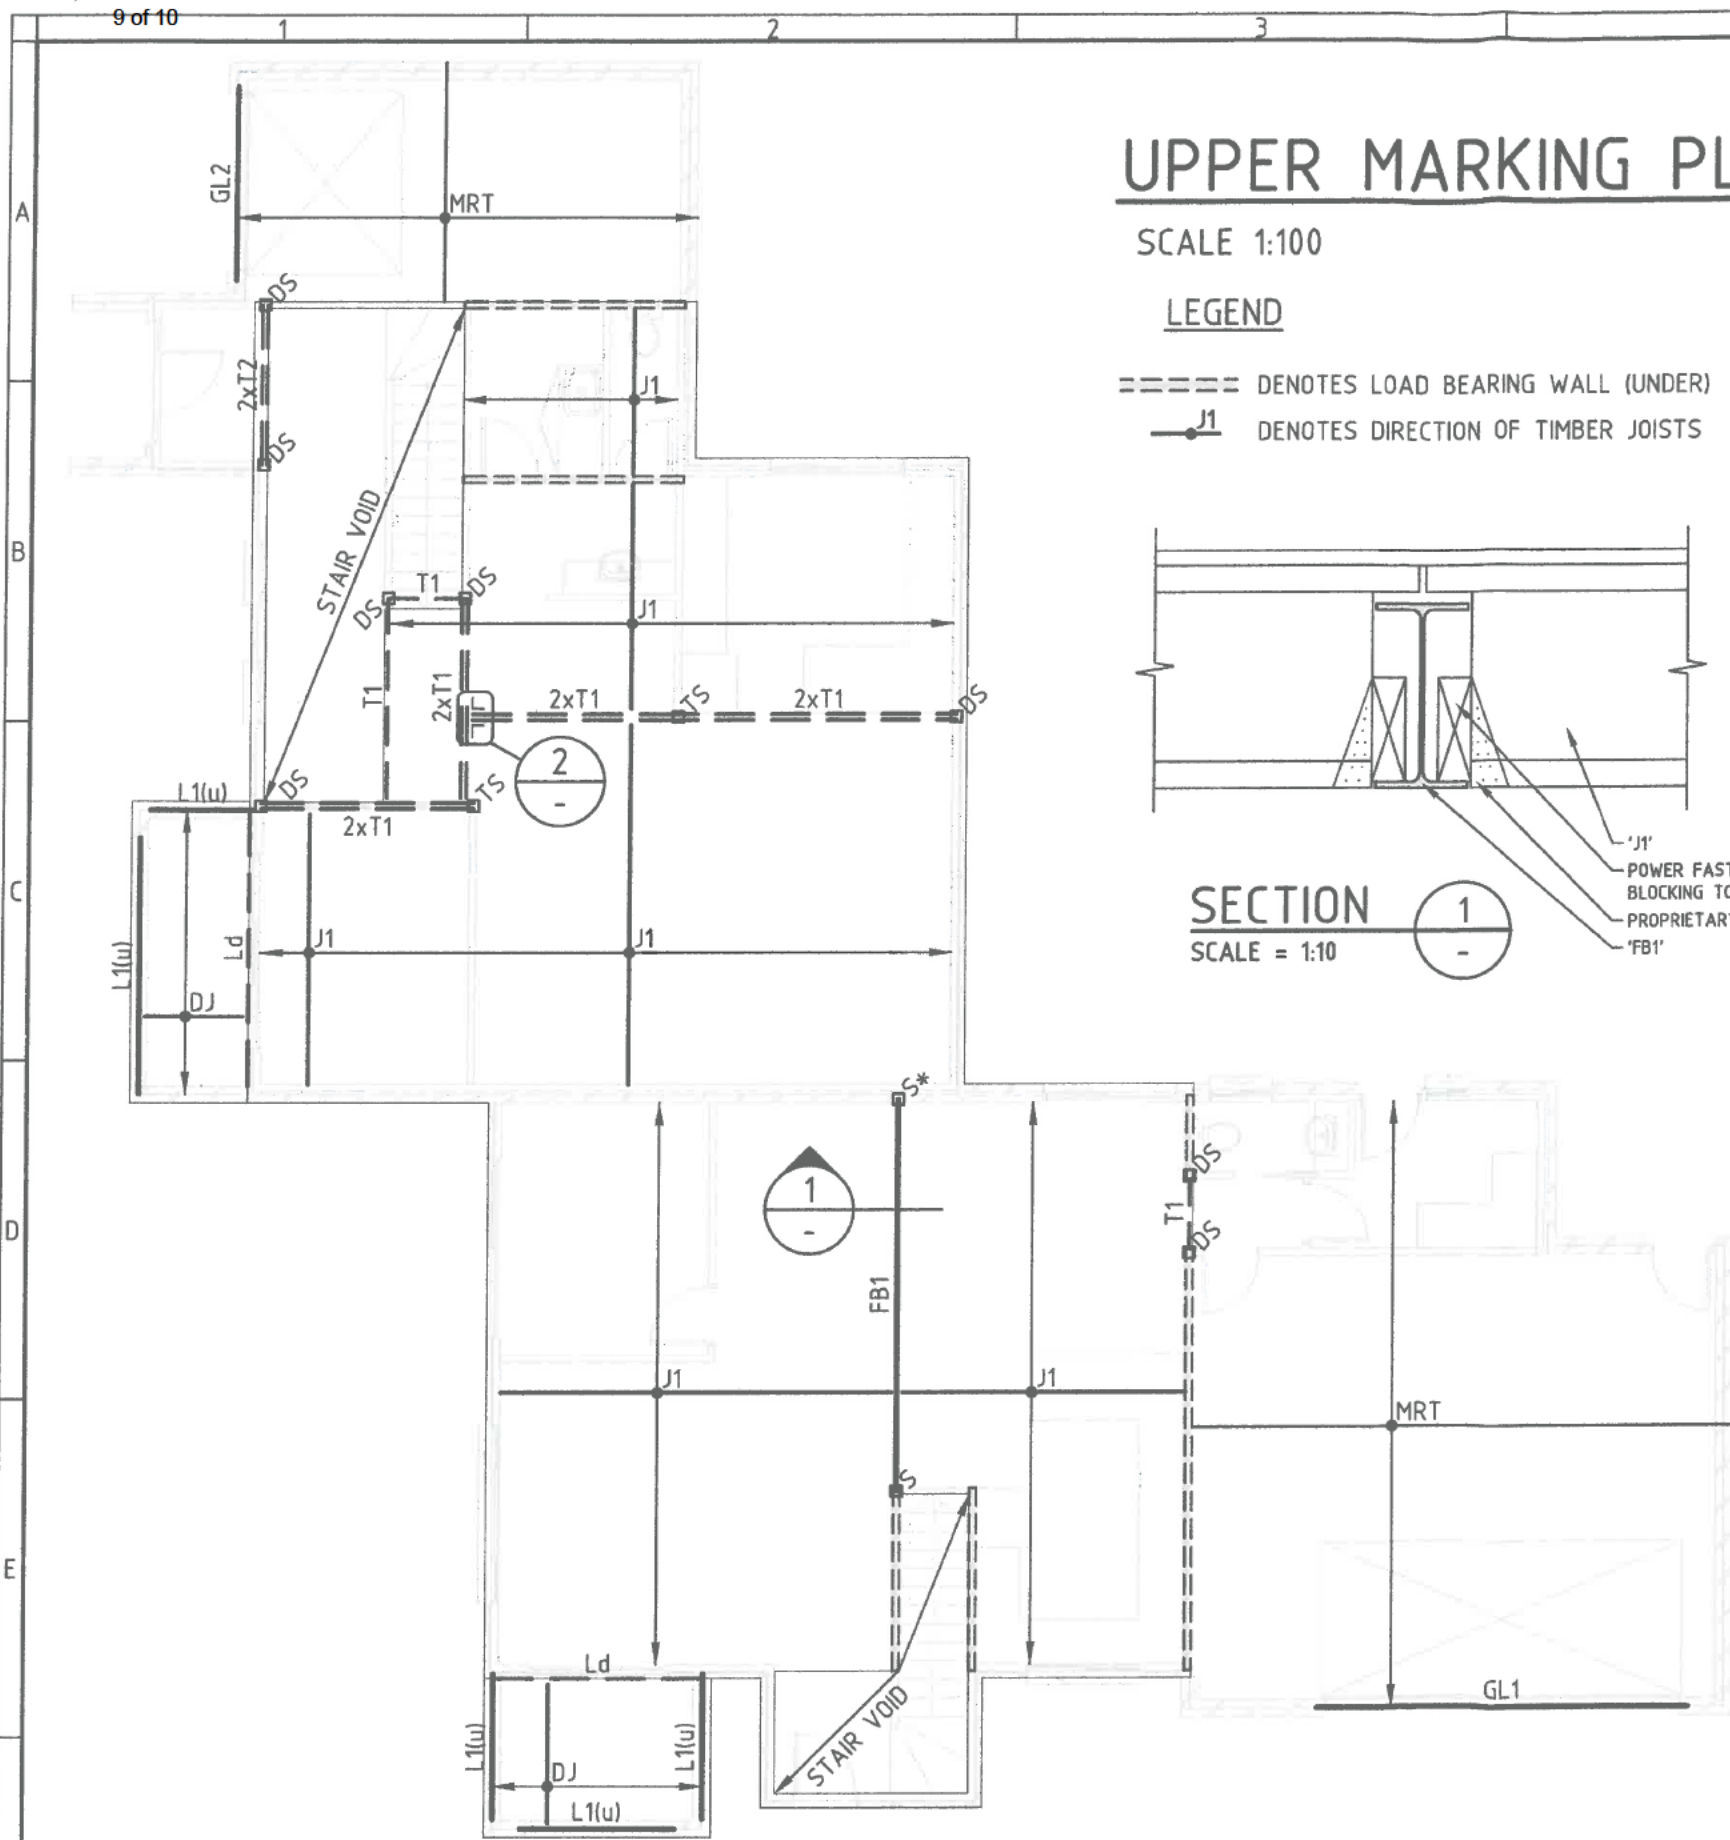 9 of 10
1
2
3
A
B
C
D
E
UPPER MARKING PL
SCALE 1:100
LEGEND
DENOTES LOAD BEARING WALL (UNDER)
J1
DENOTES DIRECTION OF TIMBER JOISTS
GL2
MRT
DS
2xT2
J1
DS
STAIR VOID
T1
DS
DS
J1
T1
2xT1
2xT1
TS
2xT1
DS
2
-
L1(u)
DS
2xT1
TS
L1(u)
Ld
J1
J1
DJ
'J1'
POWER FAST
BLOCKING TO
PROPRIETAR
'FB1'
SECTION
SCALE = 1:10
1
-
S*
1
-
DS
T1
DS
FB1
J1
J1
MRT
S
Ld
STAIR VOID
GL1
L1(u)
DJ
L1(u)
L1(u)